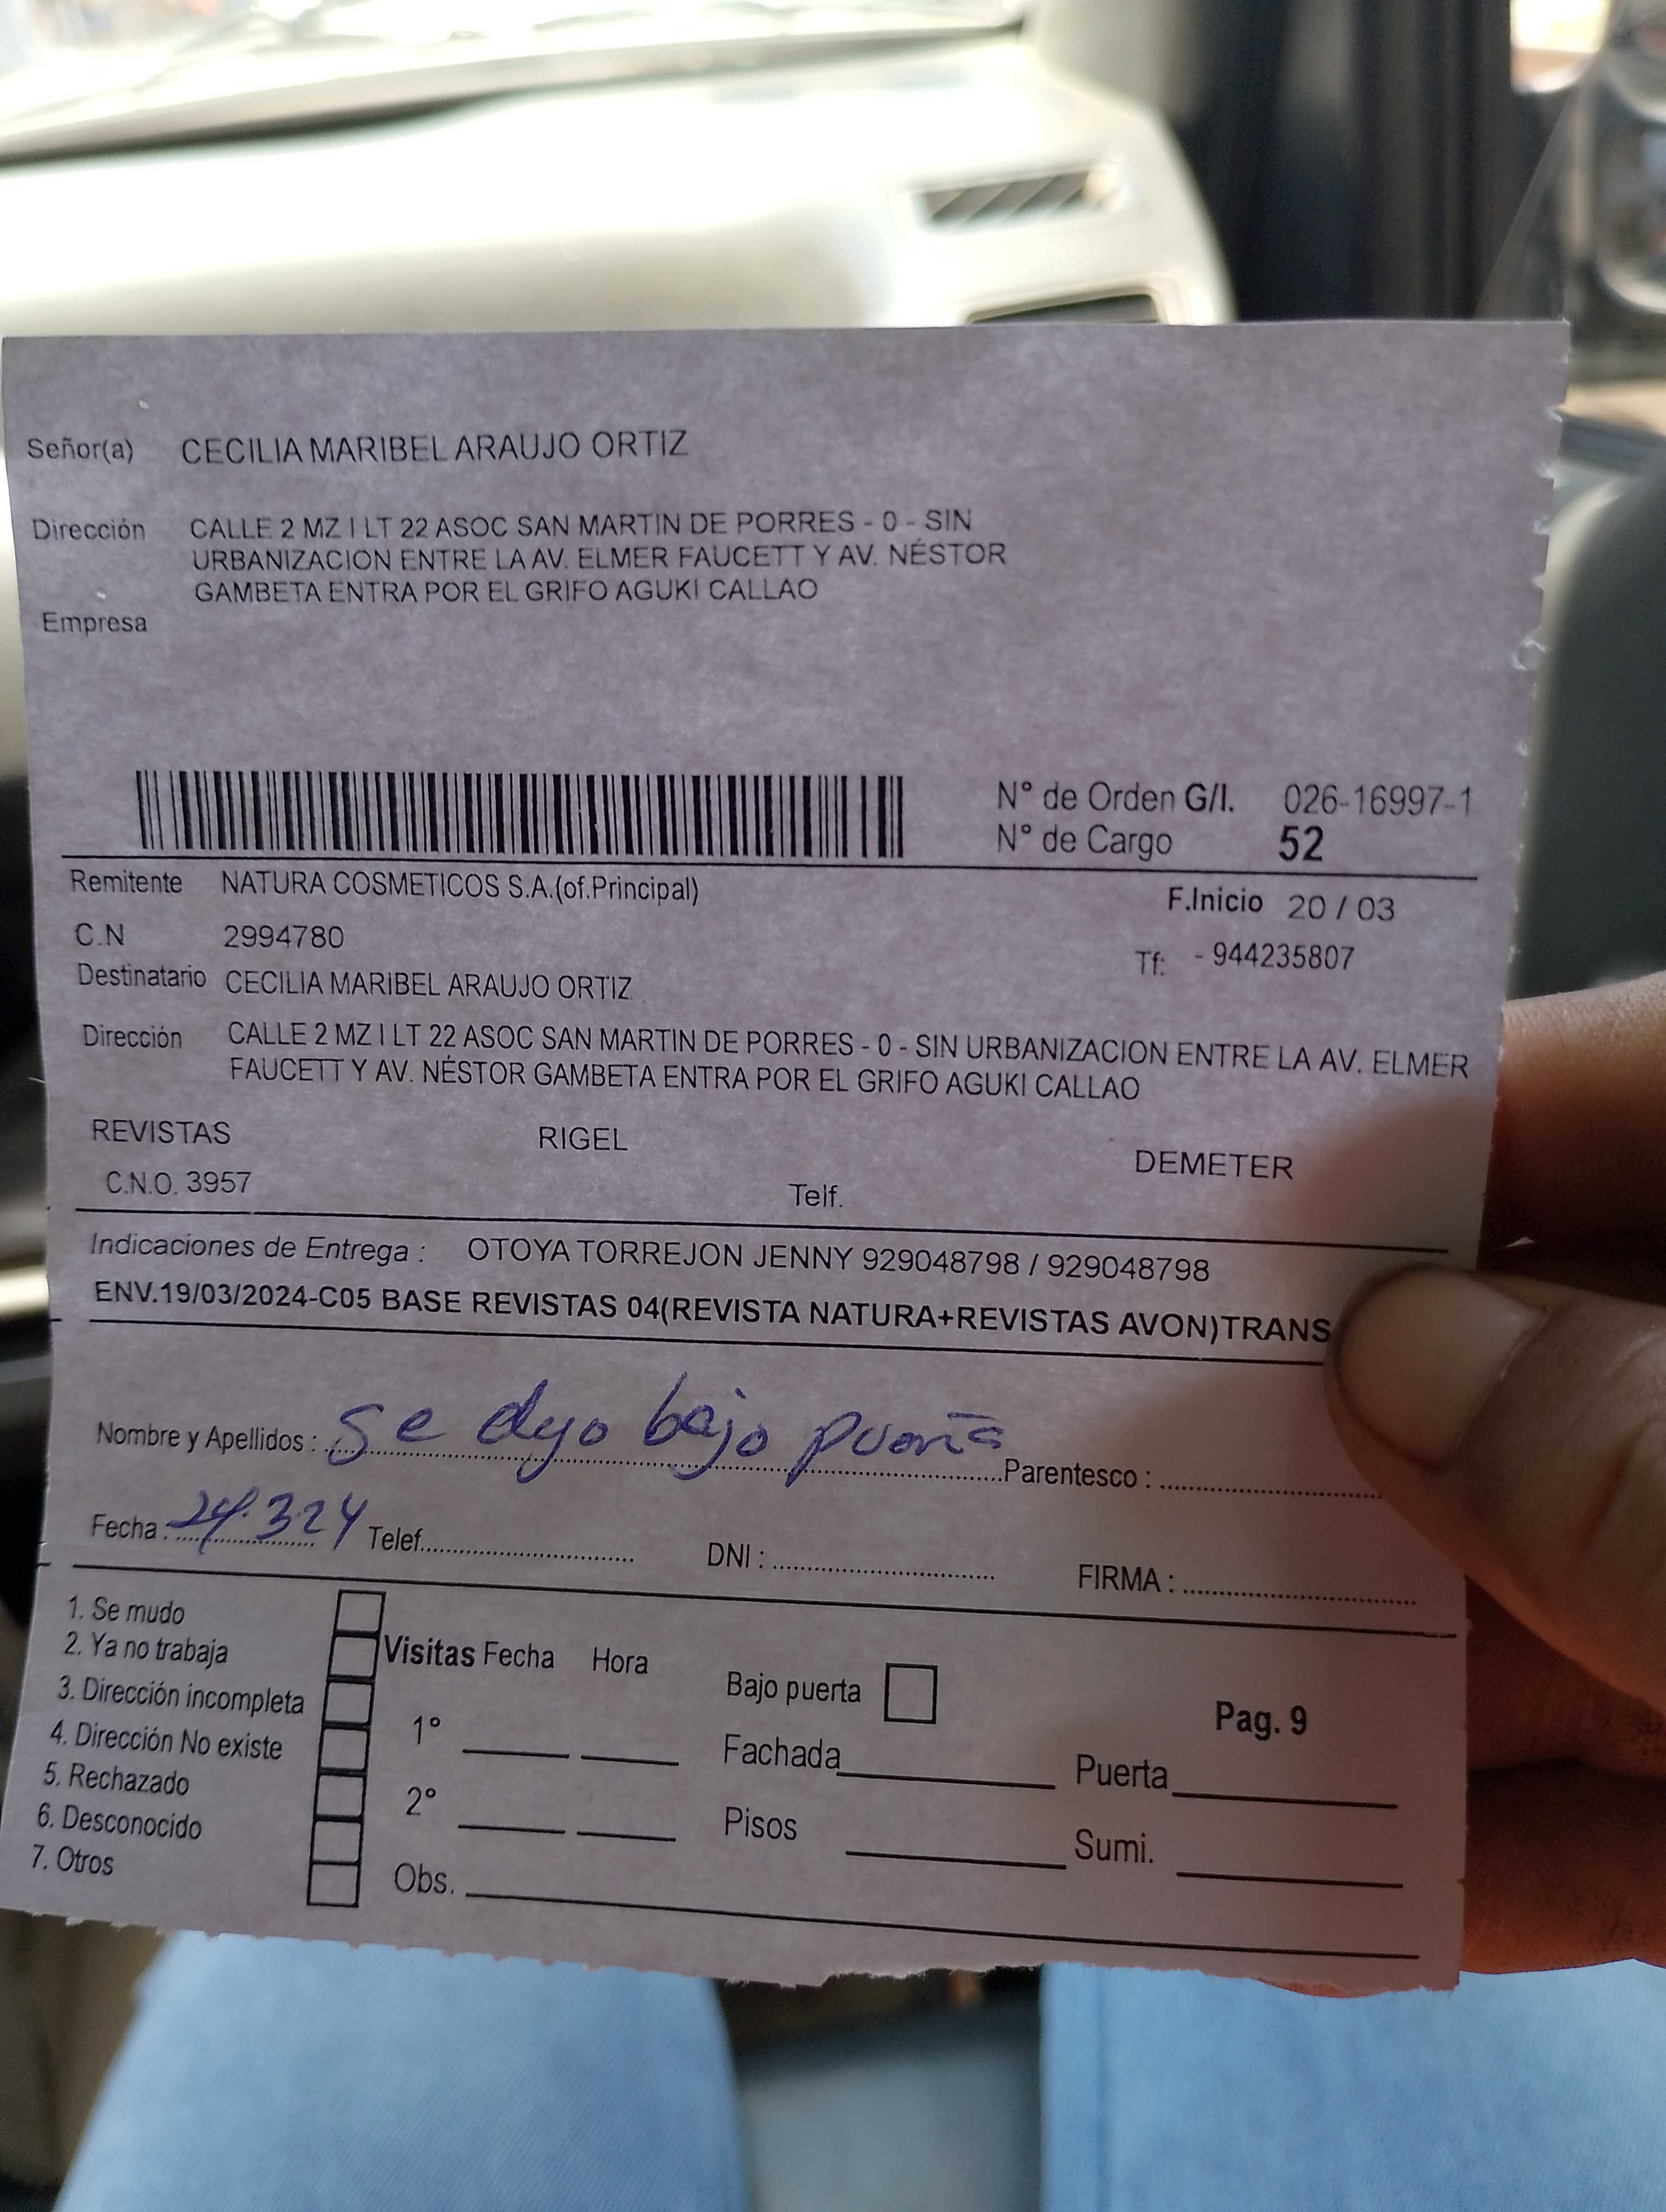 Señor(a) CECILIA MARIBEL ARAUJO ORTIZ
Dirección CALLE 2 MZ I LT 22 ASOC SAN MARTIN DE PORRES - 0 - SIN
URBANIZACION ENTRE LA AV. ELMER FAUCETT Y AV. NÉSTOR
GAMBETA ENTRA POR EL GRIFO AGUKI CALLAO
Empresa
N° de Orden G/I. 026-16997-1
N° de Cargo 52
Remitente NATURA COSMETICOS S.A.(of.Principal)
F.Inicio 20 / 03
C.N 2994780
Tf: - 944235807
Destinatario CECILIA MARIBEL ARAUJO ORTIZ
Dirección CALLE 2 MZ I LT 22 ASOC SAN MARTIN DE PORRES - 0 - SIN URBANIZACION ENTRE LA AV. ELMER
FAUCETT Y AV. NÉSTOR GAMBETA ENTRA POR EL GRIFO AGUKI CALLAO
REVISTAS RIGEL DEMETER
C.N.O. 3957 Telf.
Indicaciones de Entrega : OTOYA TORREJON JENNY 929048798 / 929048798
ENV.19/03/2024-C05 BASE REVISTAS 04(REVISTA NATURA+REVISTAS AVON)TRANS
Nombre y Apellidos : se dejo bajo puerta Parentesco :
Fecha : 24.3.24 Telef. DNI : FIRMA :
1. Se mudo
2. Ya no trabaja
3. Dirección incompleta
4. Dirección No existe
5. Rechazado
6. Desconocido
7. Otros
Visitas Fecha Hora
1°
2°
Obs.
Bajo puerta
Fachada
Pisos
Pag. 9
Puerta
Sumi.